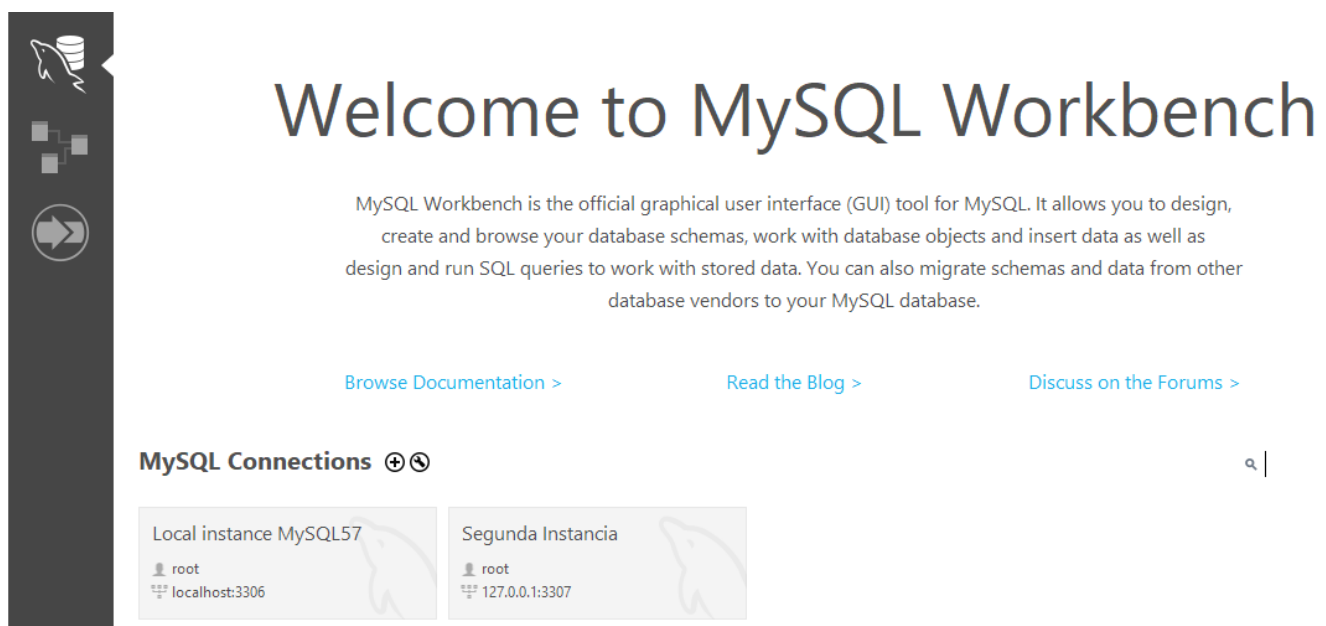 Welcome to MySQL Workbench
MySQL Workbench is the official graphical user interface (GUI) tool for MySQL. It allows you to design,
create and browse your database schemas, work with database objects and insert data as well as
design and run SQL queries to work with stored data. You can also migrate schemas and data from other
database vendors to your MySQL database.
Browse Documentation > Read the Blog > Discuss on the Forums >
MySQL Connections
Local instance MySQL57
root
localhost:3306
Segunda Instancia
root
127.0.0.1:3307